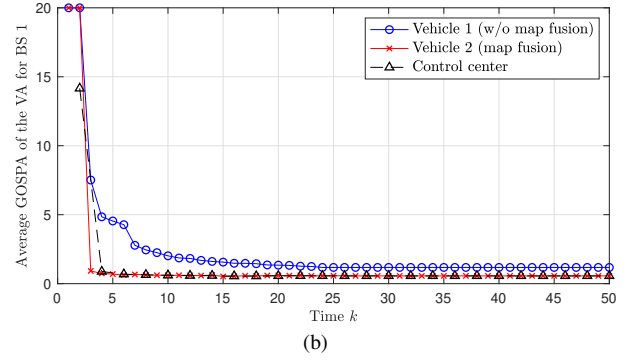 Average GOSPA of the VA for BS 1
20
15
10
5
0
Vehicle 1 (w/o map fusion)
Vehicle 2 (map fusion)
Control center
0 5 10 15 20 25 30 35 40 45 50
Time k
(b)